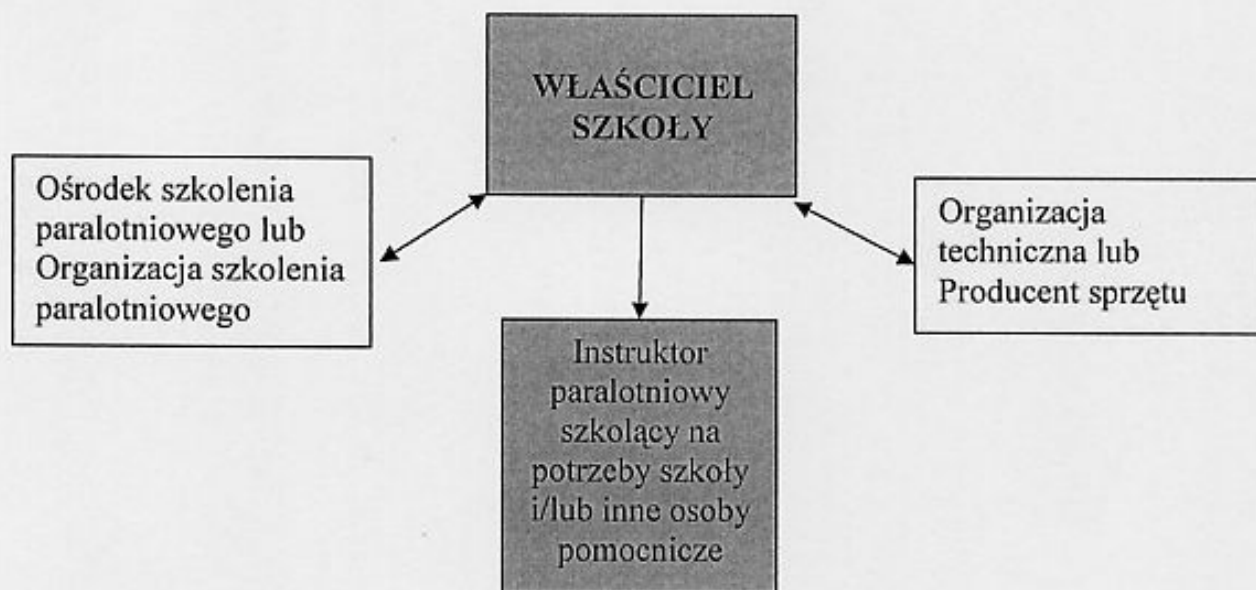 WŁAŚCICIEL
SZKOŁY
Ośrodek szkolenia
paralotniowego lub
Organizacja szkolenia
paralotniowego
Organizacja
techniczna lub
Producent sprzętu
Instruktor
paralotniowy
szkolący na
potrzeby szkoły
i/lub inne osoby
pomocnicze